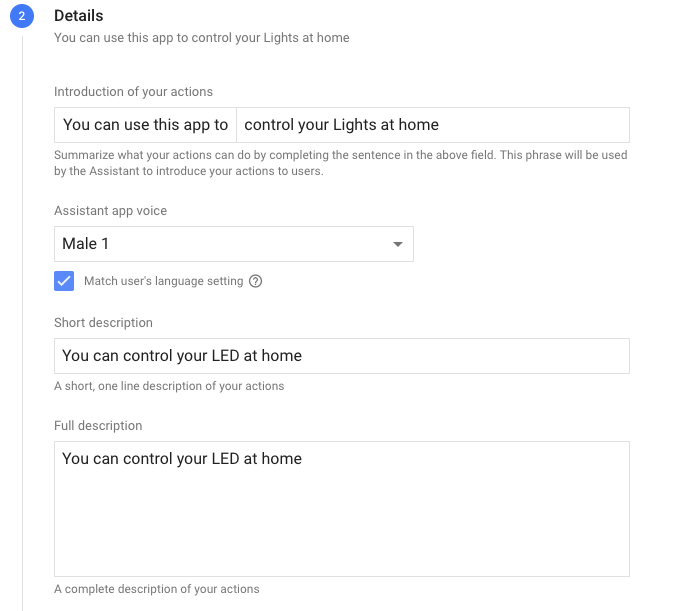 2 Details
You can use this app to control your Lights at home
Introduction of your actions
You can use this app to control your Lights at home
Summarize what your actions can do by completing the sentence in the above field. This phrase will be used
by the Assistant to introduce your actions to users.
Assistant app voice
Male 1
Match user's language setting ?
Short description
You can control your LED at home
A short, one line description of your actions
Full description
You can control your LED at home
A complete description of your actions